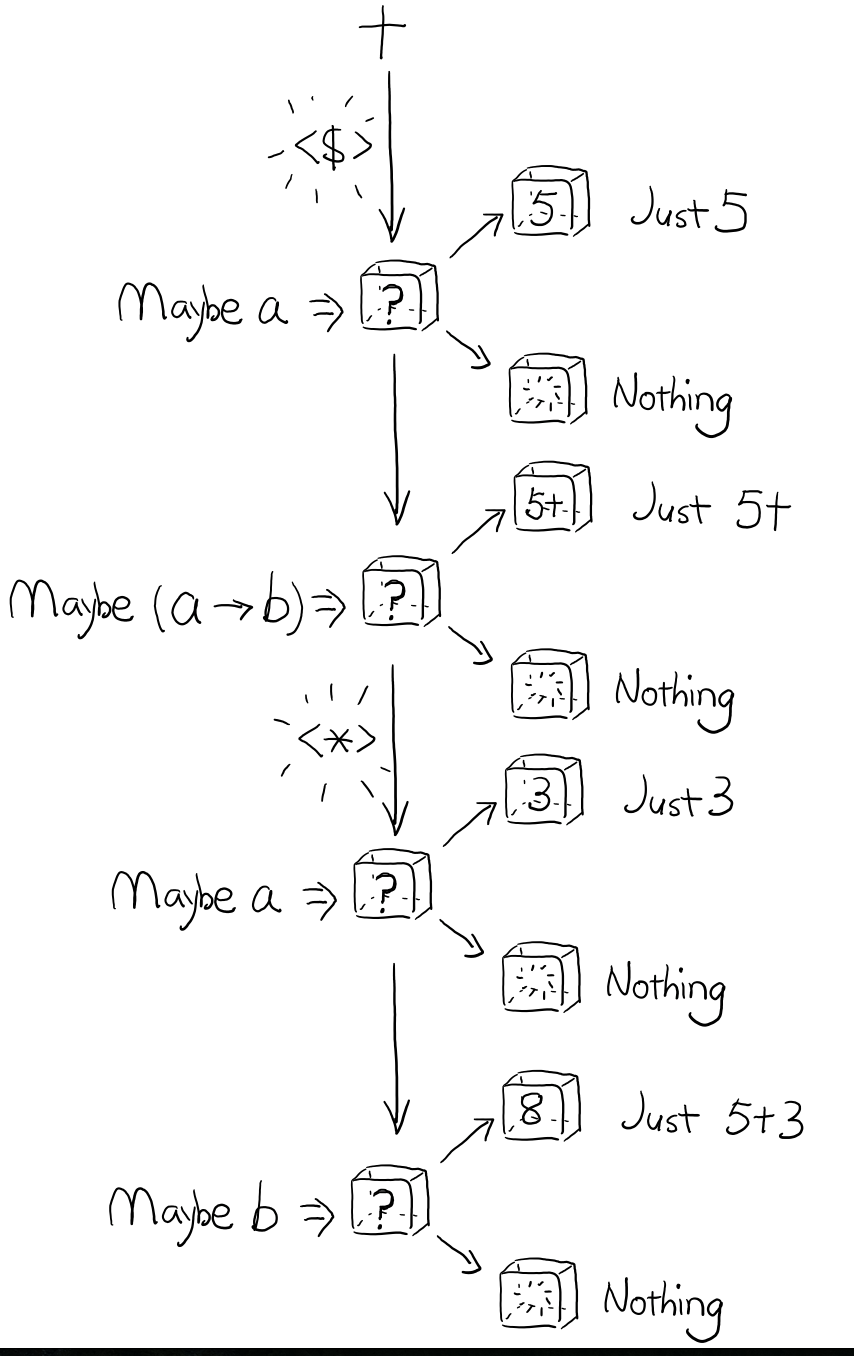 +
<$>
5 Just 5
Maybe a ⇒ ?
Nothing
5+ Just 5+
Maybe (a → b) ⇒ ?
Nothing
<*>
3 Just 3
Maybe a ⇒ ?
Nothing
8 Just 5+3
Maybe b ⇒ ?
Nothing